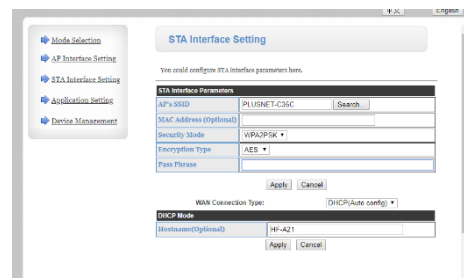 中文 English
Mode Selection
AP Interface Setting
STA Interface Setting
Application Setting
Device Management
STA Interface Setting
You could configure STA interface parameters here.
STA Interface Parameters
AP's SSID PLUSNET-C35C Search...
MAC Address (Optional)
Security Mode WPA2PSK
Encryption Type AES
Pass Phrase
Apply Cancel
WAN Connection Type: DHCP(Auto config)
DHCP Mode
Hostname(Optional) HF-A21
Apply Cancel